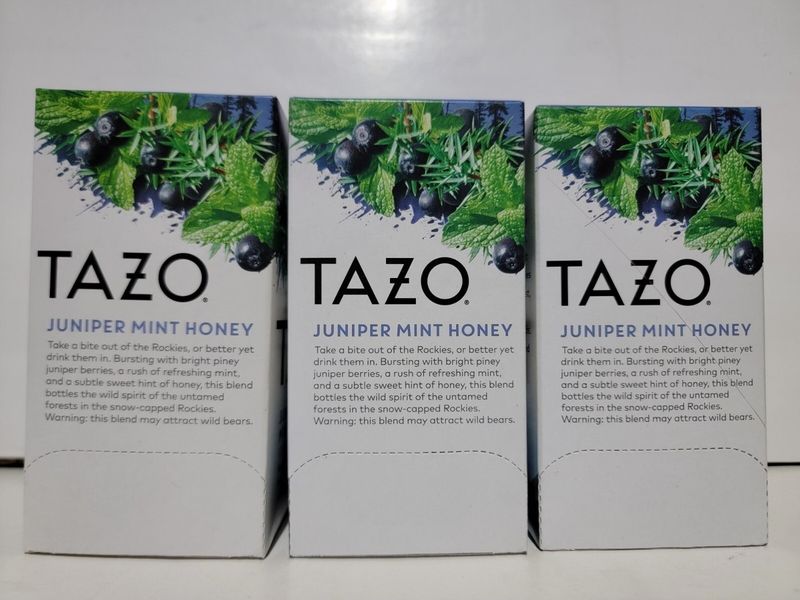 TAZO®
JUNIPER MINT HONEY
Take a bite out of the Rockies, or better yet
drink them in. Bursting with bright piney
juniper berries, a rush of refreshing mint,
and a subtle sweet hint of honey, this blend
bottles the wild spirit of the untamed
forests in the snow-capped Rockies.
Warning: this blend may attract wild bears.
TAZO®
JUNIPER MINT HONEY
Take a bite out of the Rockies, or better yet
drink them in. Bursting with bright piney
juniper berries, a rush of refreshing mint,
and a subtle sweet hint of honey, this blend
bottles the wild spirit of the untamed
forests in the snow-capped Rockies.
Warning: this blend may attract wild bears.
TAZO®
JUNIPER MINT HONEY
Take a bite out of the Rockies, or better yet
drink them in. Bursting with bright piney
juniper berries, a rush of refreshing mint,
and a subtle sweet hint of honey, this blend
bottles the wild spirit of the untamed
forests in the snow-capped Rockies.
Warning: this blend may attract wild bears.